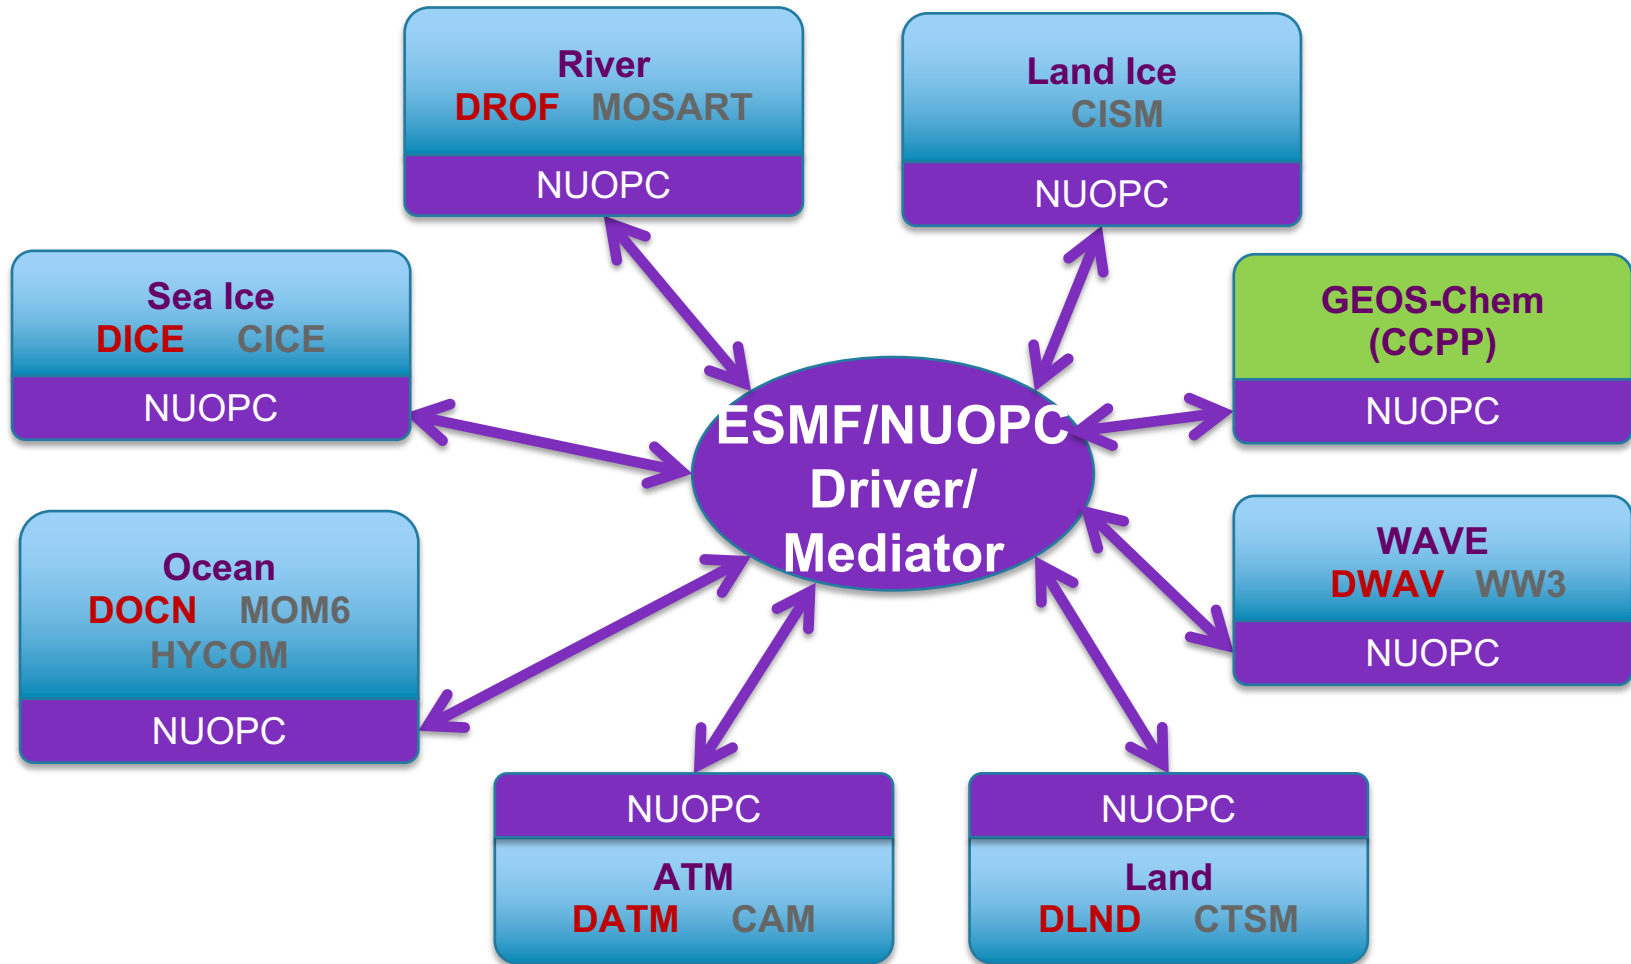 River
DROF MOSART
NUOPC
Land Ice
CISM
NUOPC
Sea Ice
DICE CICE
NUOPC
GEOS-Chem
(CCPP)
NUOPC
ESMF/NUOPC
Driver/
Mediator
Ocean
DOCN MOM6
HYCOM
NUOPC
WAVE
DWAV WW3
NUOPC
NUOPC
ATM
DATM CAM
NUOPC
Land
DLND CTSM